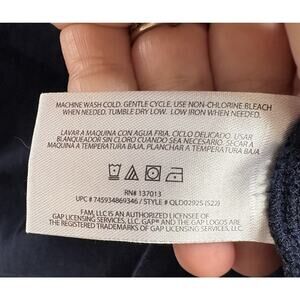 MACHINE WASH COLD. GENTLE CYCLE. USE NON-CHLORINE BLEACH
WHEN NEEDED. TUMBLE DRY LOW. LOW IRON WHEN NEEDED.
LAVAR A MAQUINA CON AGUA FRIA. CICLO DELICADO. USAR
BLANQUEADOR SIN CLORO CUANDO SEA NECESARIO. SECAR A
MAQUINA A TEMPERATURA BAJA. PLANCHAR A TEMPERATURA
BAJA.
RN# 137013
UPC # 745934869346 / STYLE # QLD02925 (S22)
FAM, LLC IS AN AUTHORIZED LICENSEE OF
GAP LICENSING SERVICES, LLC. GAP® AND THE GAP LOGOS ARE
THE REGISTERED TRADEMARKS OF GAP LICENSING SERVICES, LLC.